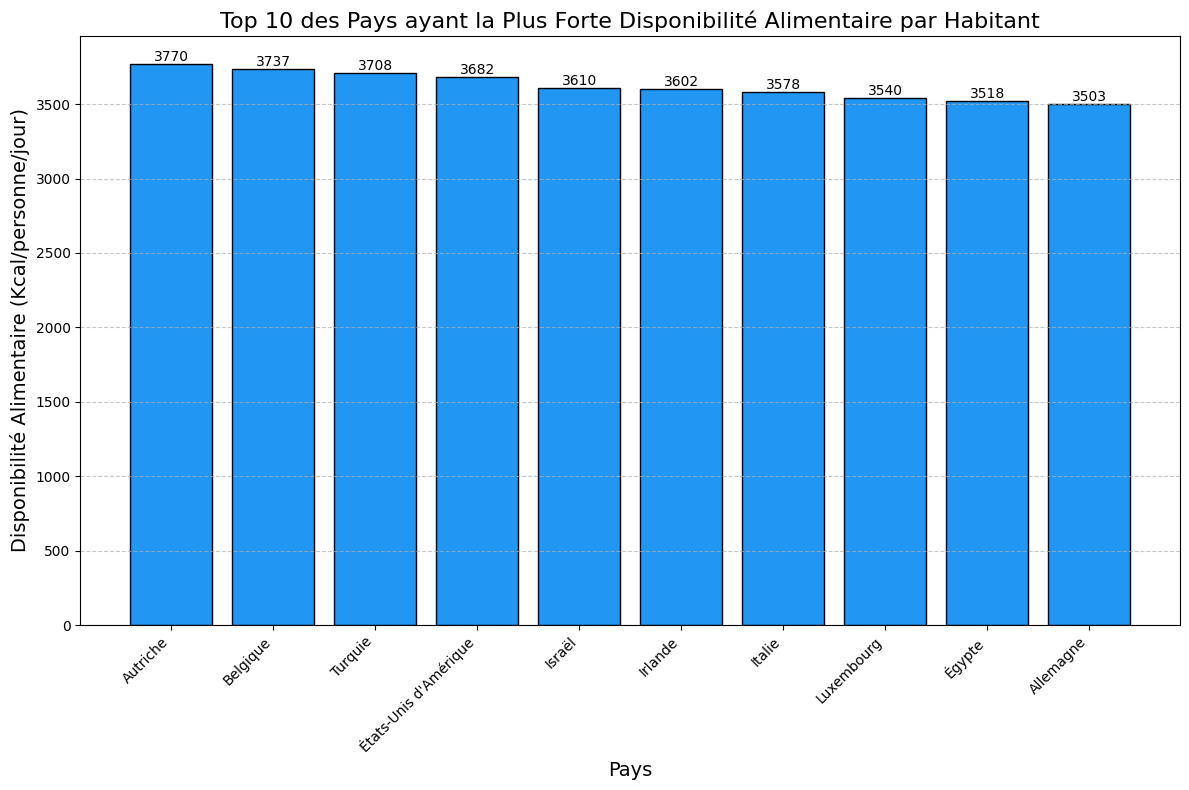 Top 10 des Pays ayant la Plus Forte Disponibilité Alimentaire par Habitant
Disponibilité Alimentaire (Kcal/personne/jour)
3500
3000
2500
2000
1500
1000
500
0
3770
3737
3708
3682
3610
3602
3578
3540
3518
3503
Autriche
Belgique
Turquie
États-Unis d'Amérique
Israël
Irlande
Italie
Luxembourg
Égypte
Allemagne
Pays